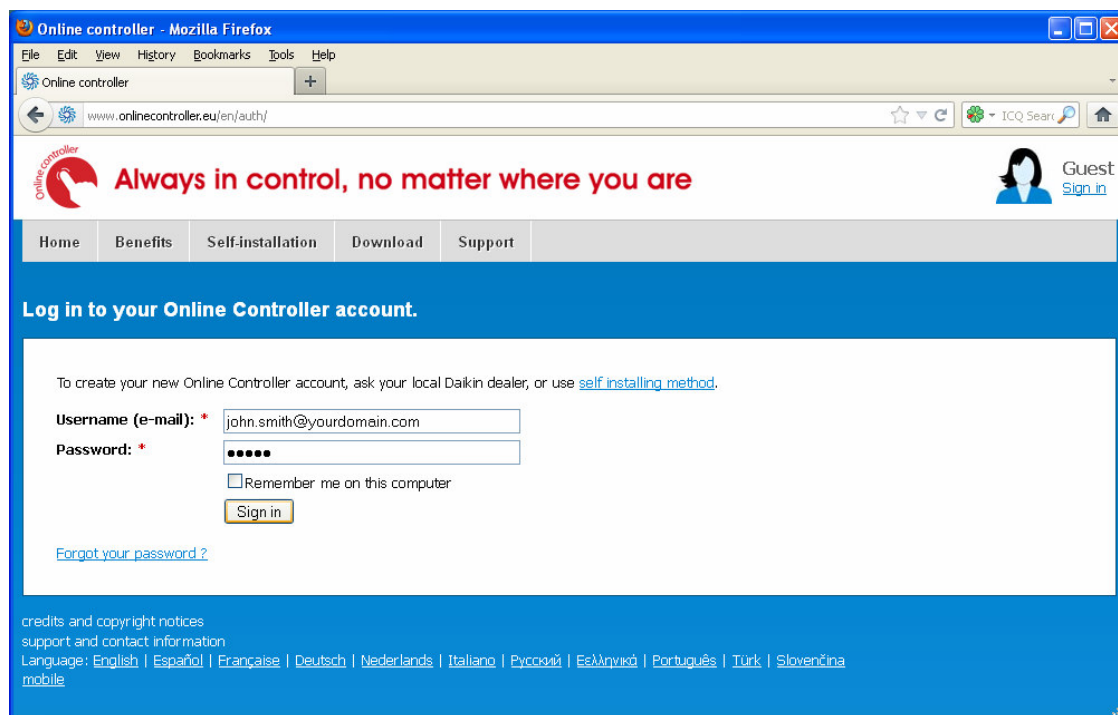 Online controller - Mozilla Firefox
File Edit View History Bookmarks Tools Help
Online controller
www.onlinecontroller.eu/en/auth/
ICQ Searc
Online controller
Always in control, no matter where you are
Guest
Sign in
Home Benefits Self-installation Download Support
Log in to your Online Controller account.
To create your new Online Controller account, ask your local Daikin dealer, or use self installing method.
Username (e-mail): * john.smith@yourdomain.com
Password: * •••••
Remember me on this computer
Sign in
Forgot your password ?
credits and copyright notices
support and contact information
Language: English | Español | Française | Deutsch | Nederlands | Italiano | Русский | Εελληνικά | Português | Türk | Slovenčina
mobile